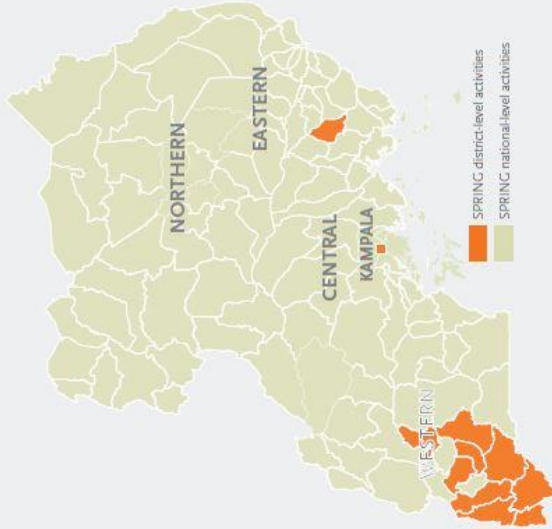 NORTHERN
EASTERN
CENTRAL
KAMPALA
WESTERN
SPRING district-level activities
SPRING national-level activities